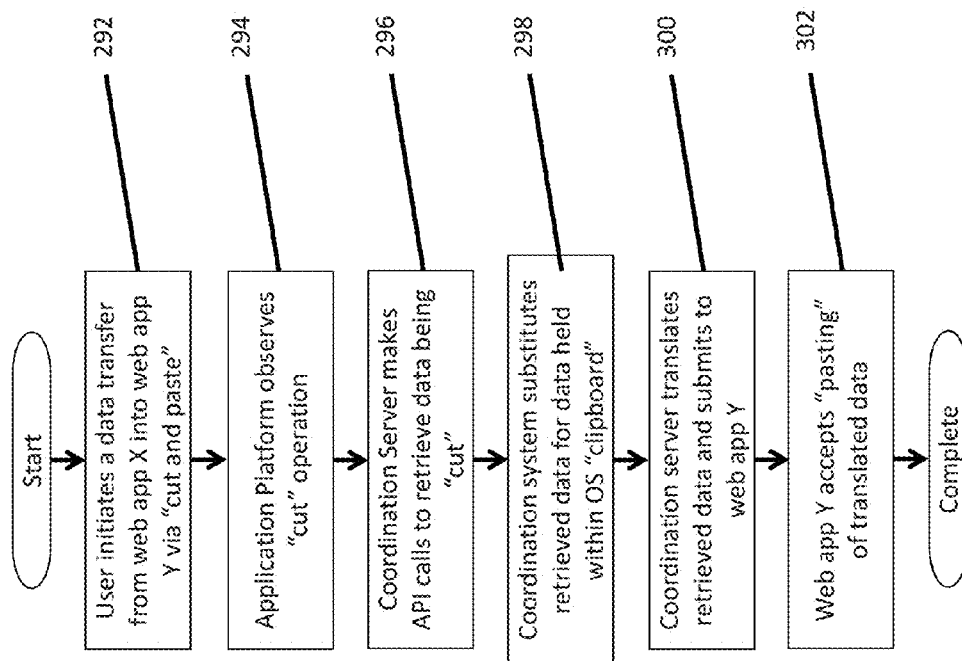 Start
User initiates a data transfer
from web app X into web app
Y via “cut and paste”
292
Application Platform observes
“cut” operation
294
Coordination Server makes
API calls to retrieve data being
“cut”
296
Coordination system substitutes
retrieved data for data held
within OS “clipboard”
298
Coordination server translates
retrieved data and submits to
web app Y
300
Web app Y accepts “pasting”
of translated data
302
Complete